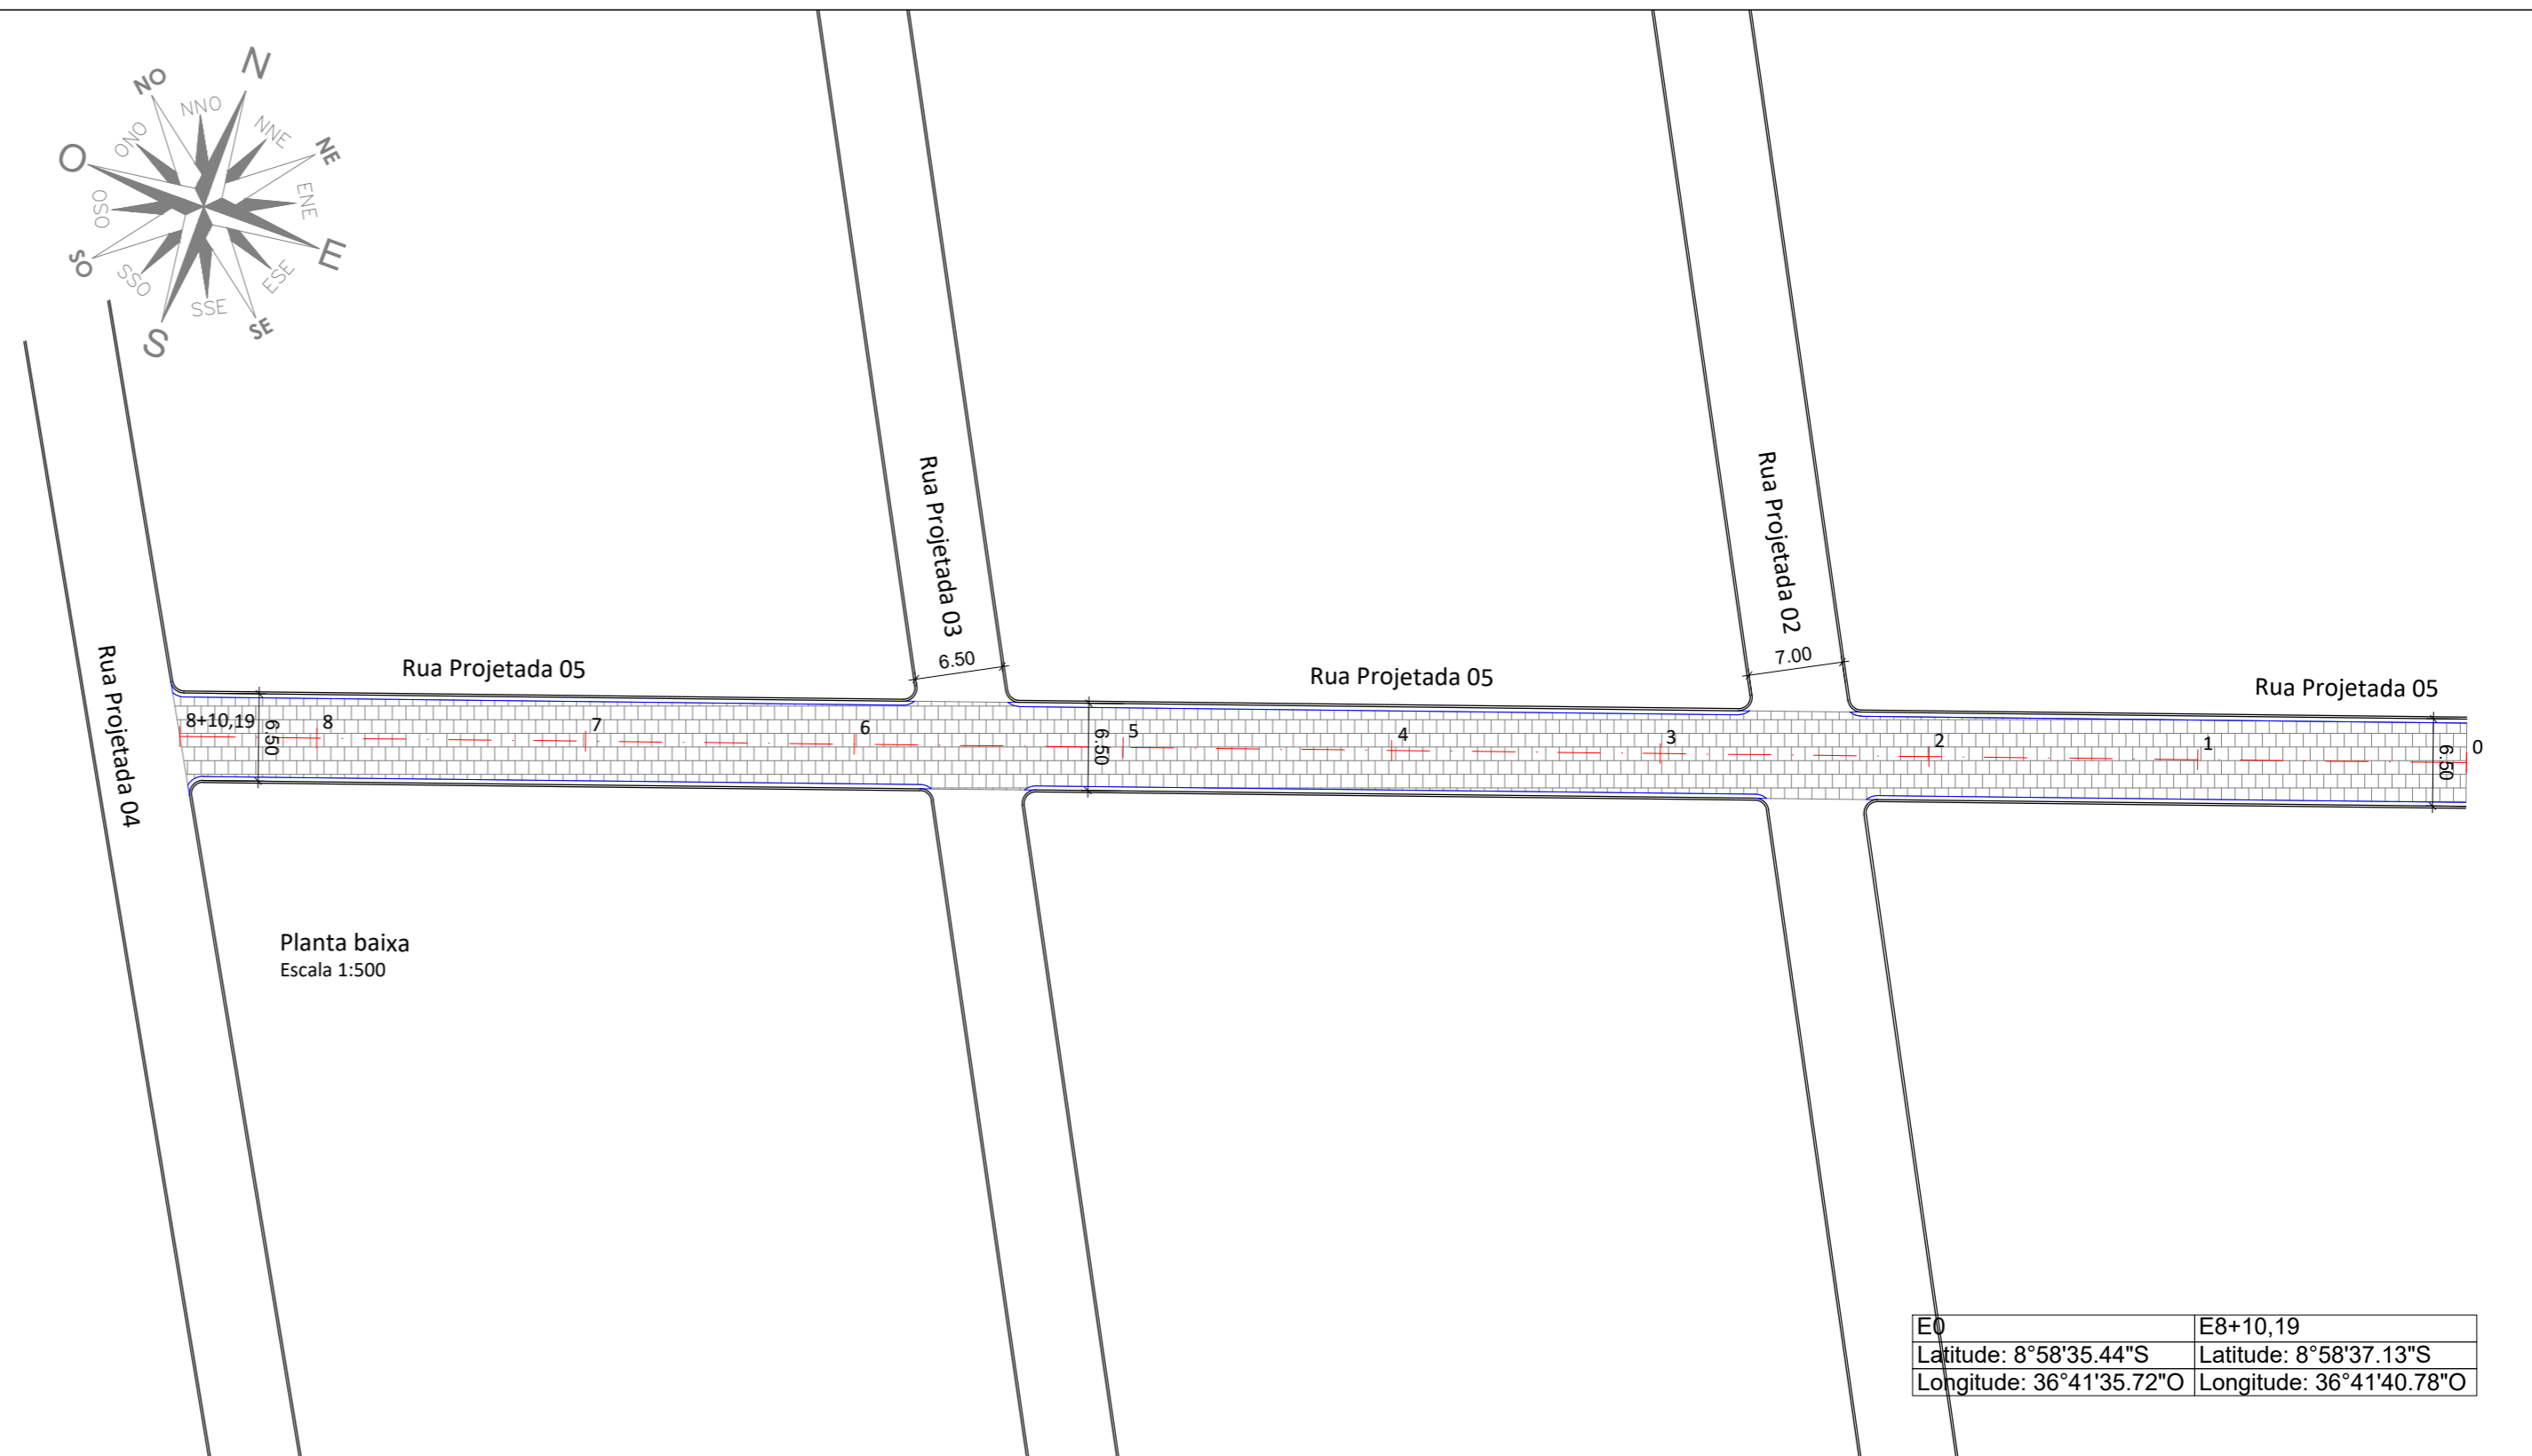 N
NNO
NO
NNE
NE
ONO
O
ENE
OSO
E
SO
SSO
ESE
SSE
SE
S
Rua Projetada 03
Rua Projetada 02
6.50
7.00
Rua Projetada 04
Rua Projetada 05
Rua Projetada 05
Rua Projetada 05
8+10,19
6.50
8
7
6
6.50
5
4
3
2
1
6.50
0
Planta baixa
Escala 1:500
E0 E8+10,19
Latitude: 8°58'35.44"S Latitude: 8°58'37.13"S
Longitude: 36°41'35.72"O Longitude: 36°41'40.78"O